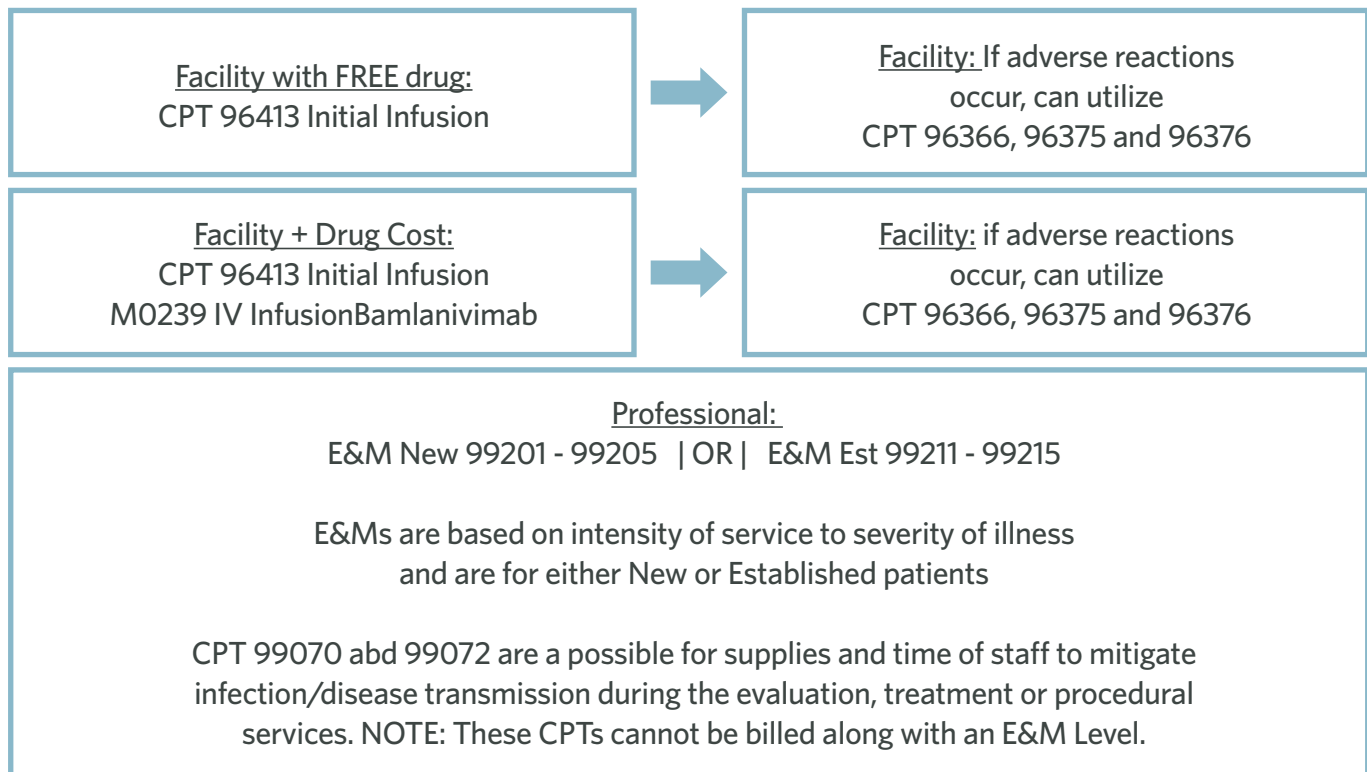 Facility with FREE drug:
CPT 96413 Initial Infusion
Facility: If adverse reactions
occur, can utilize
CPT 96366, 96375 and 96376
Facility + Drug Cost:
CPT 96413 Initial Infusion
M0239 IV InfusionBamlanivimab
Facility: if adverse reactions
occur, can utilize
CPT 96366, 96375 and 96376
Professional:
E&M New 99201 - 99205 | OR | E&M Est 99211 - 99215
E&Ms are based on intensity of service to severity of illness
and are for either New or Established patients
CPT 99070 abd 99072 are a possible for supplies and time of staff to mitigate
infection/disease transmission during the evaluation, treatment or procedural
services. NOTE: These CPTs cannot be billed along with an E&M Level.